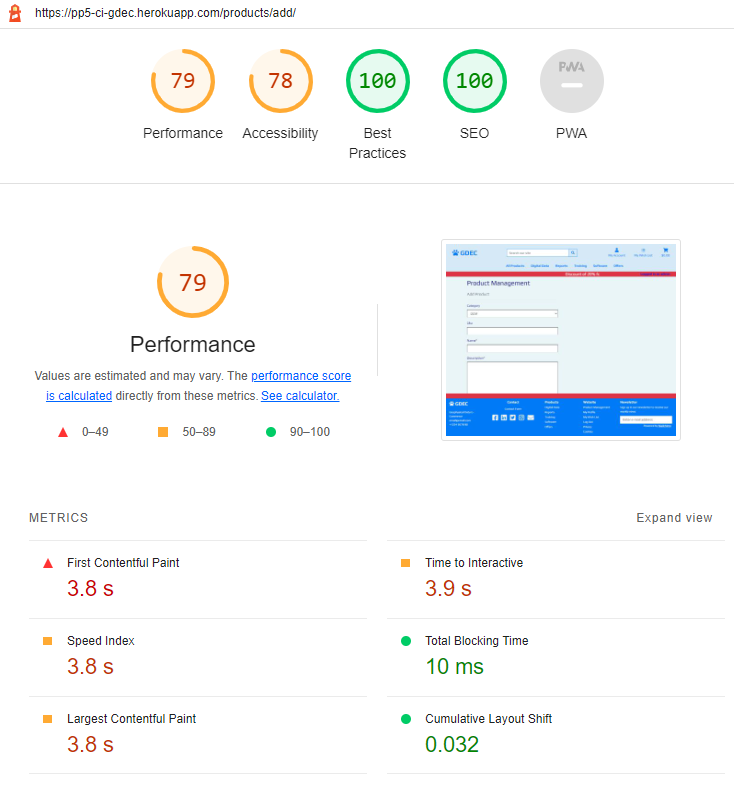 https://pp5-ci-gdec.herokuapp.com/products/add/
79
78
100
100
PWA
Performance
Accessibility
Best
Practices
SEO
PWA
79
Performance
Values are estimated and may vary. The performance score
is calculated directly from these metrics. See calculator.
0–49
50–89
90–100
GDEC
Product Management
METRICS
Expand view
First Contentful Paint
3.8 s
Time to Interactive
3.9 s
Speed Index
3.8 s
Total Blocking Time
10 ms
Largest Contentful Paint
3.8 s
Cumulative Layout Shift
0.032